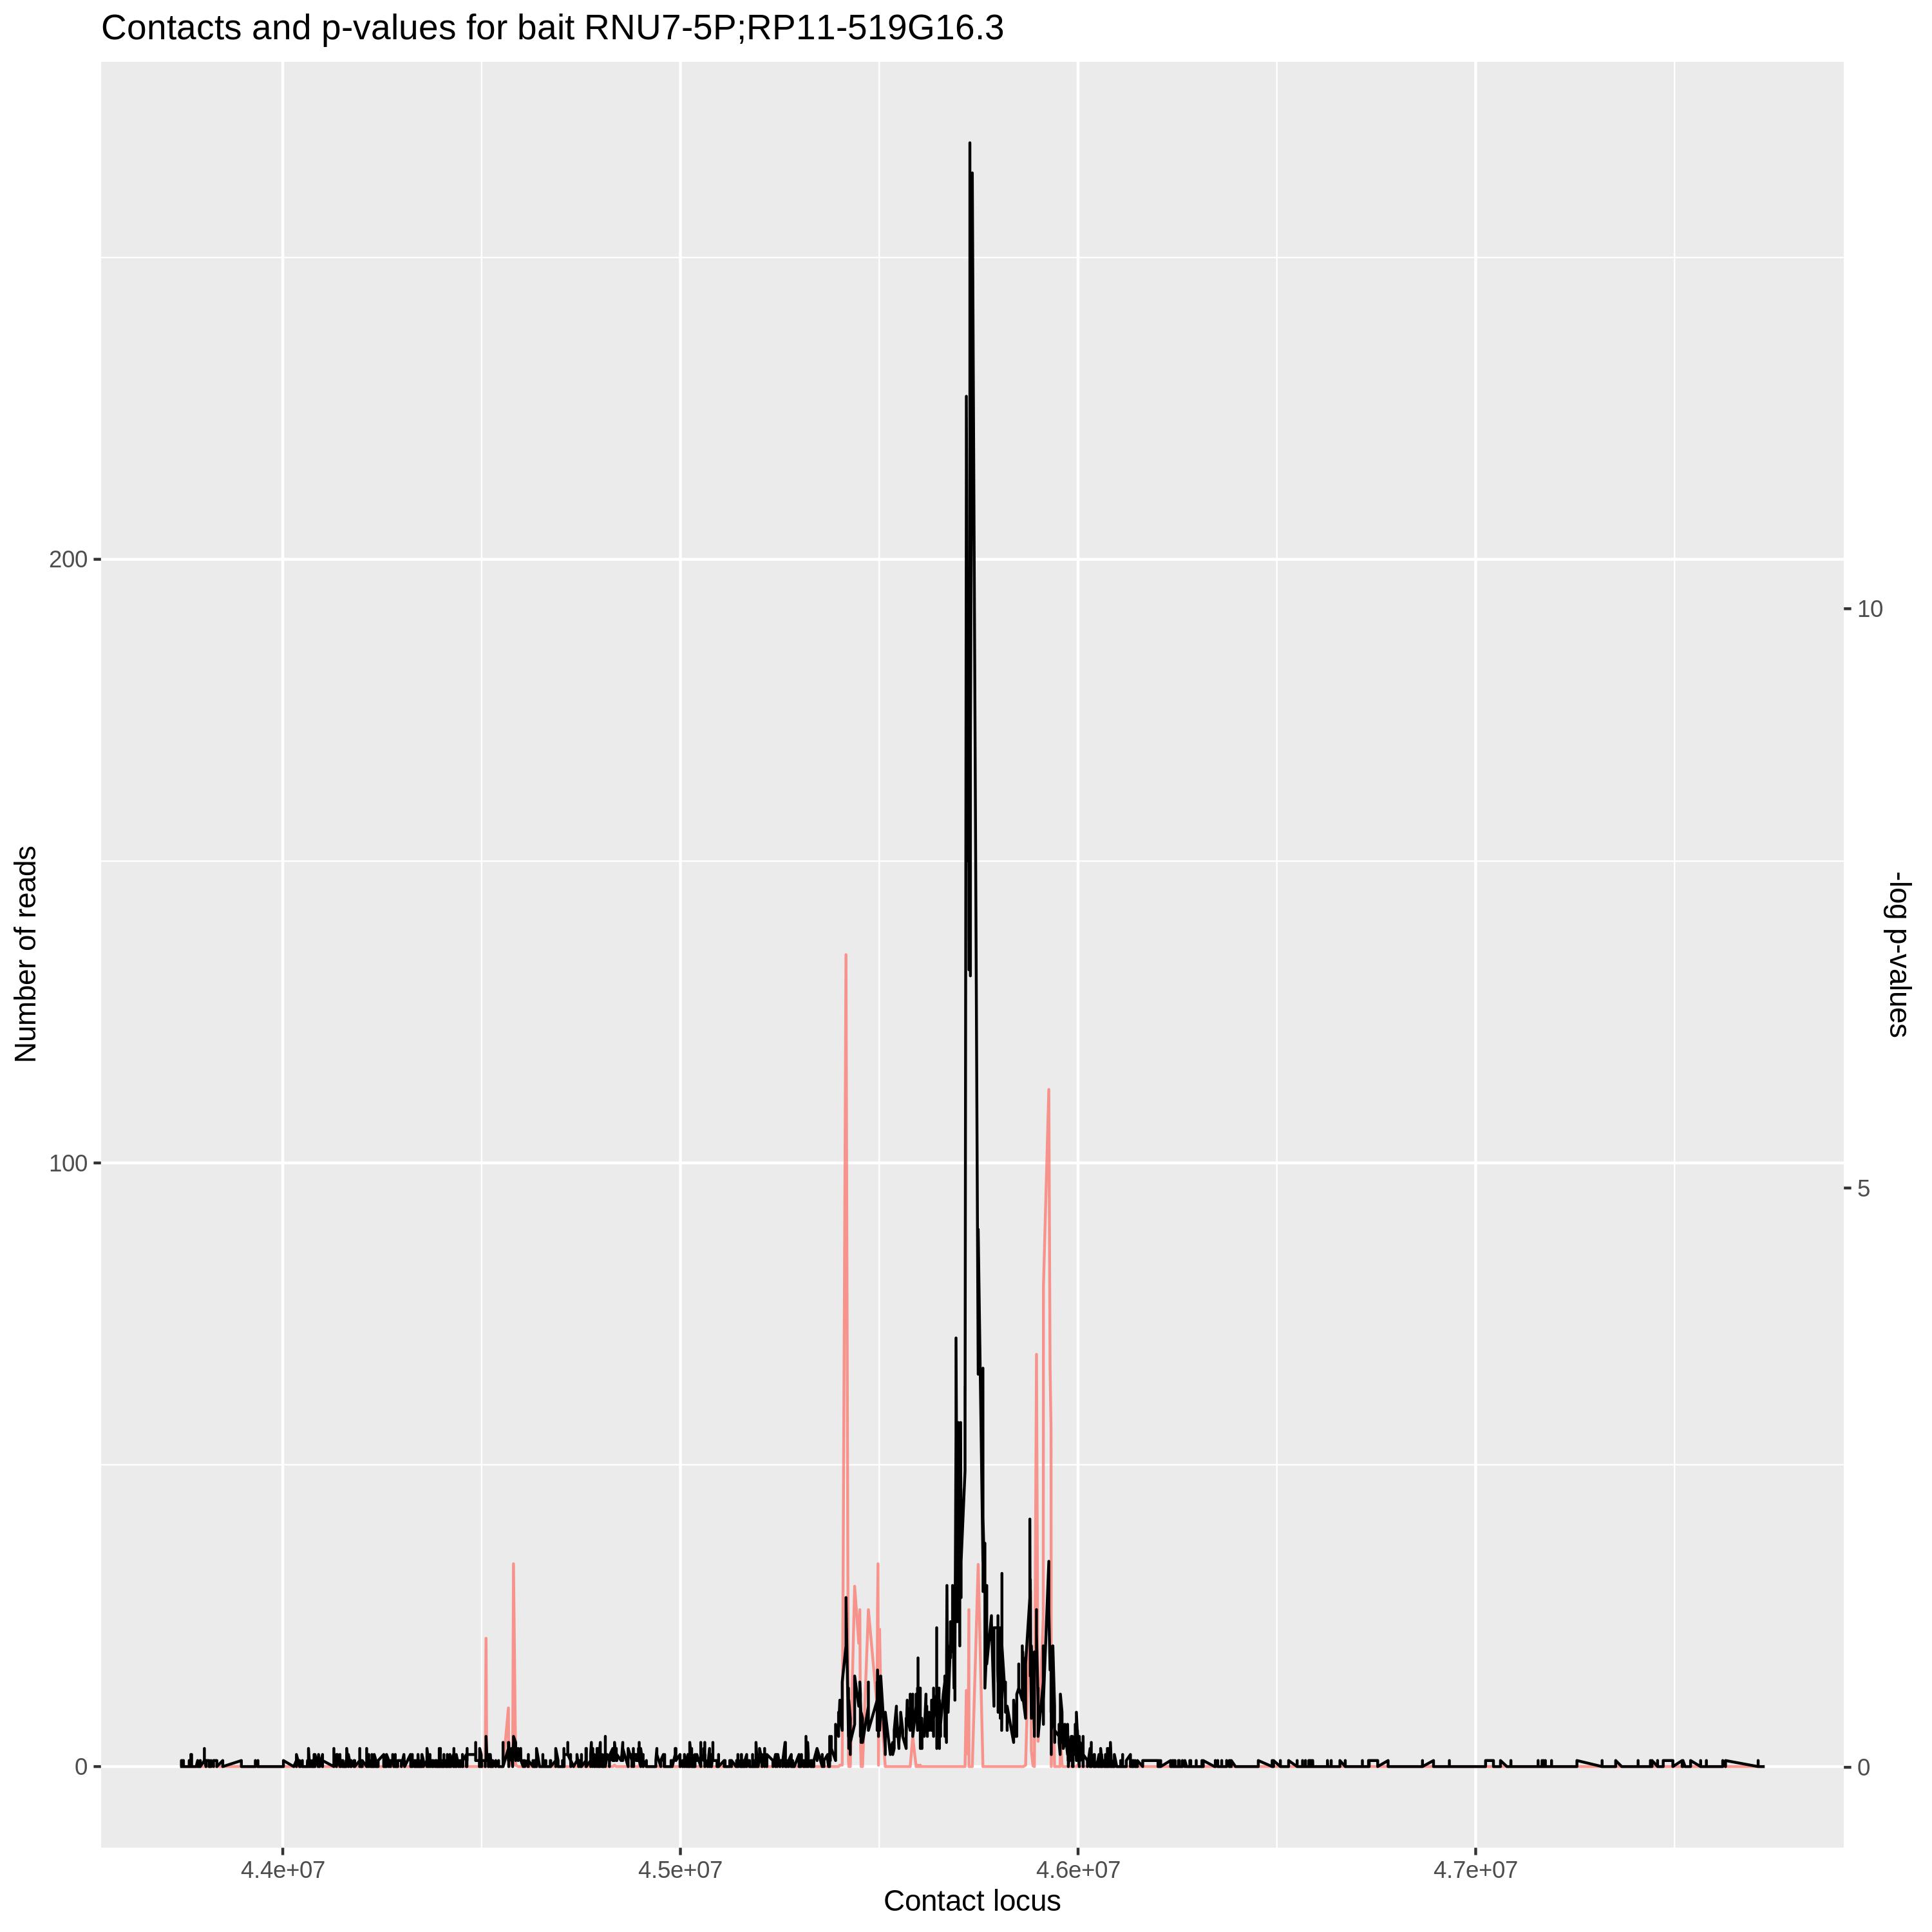 Contacts and p-values for bait RNU7-5P;RP11-519G16.3
Number of reads
200
100
0
10
5
0
-log p-values
4.4e+07
4.5e+07
4.6e+07
4.7e+07
Contact locus